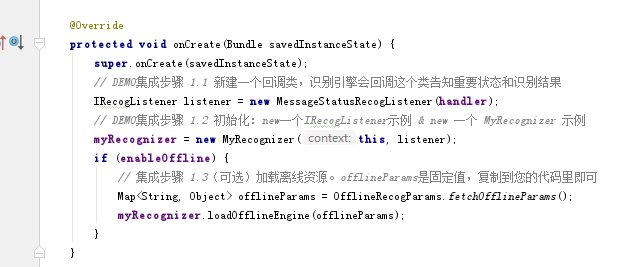 @Override
protected void onCreate(Bundle savedInstanceState) {
super.onCreate(savedInstanceState);
// DEMO集成步骤 1.1 新建一个回调类，识别引擎会回调这个类告知重要状态和识别结果
IRecogListener listener = new MessageStatusRecogListener(handler);
// DEMO集成步骤 1.2 初始化：new一个IRecogListener示例 & new 一个 MyRecognizer 示例
myRecognizer = new MyRecognizer( context: this, listener);
if (enableOffline) {
// 集成步骤 1.3（可选）加载离线资源。offlineParams是固定值，复制到您的代码里即可
Map<String, Object> offlineParams = OfflineRecogParams.fetchOfflineParams();
myRecognizer.loadOfflineEngine(offlineParams);
}
}